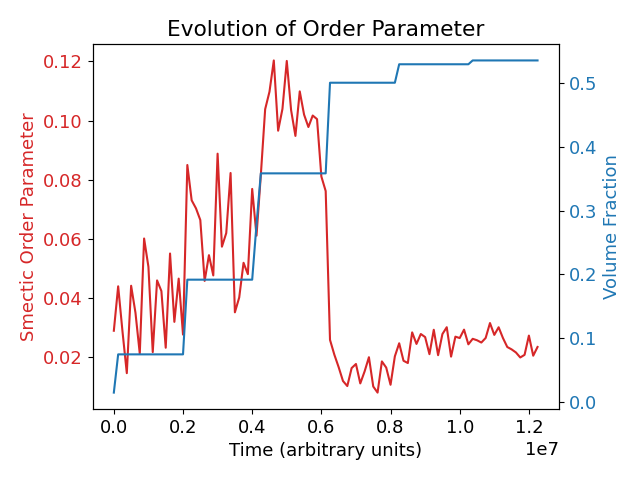 Evolution of Order Parameter
Smectic Order Parameter
0.12
0.10
0.08
0.06
0.04
0.02
0.5
0.4
0.3
0.2
0.1
0.0
Volume Fraction
0.0 0.2 0.4 0.6 0.8 1.0 1.2
1e7
Time (arbitrary units)